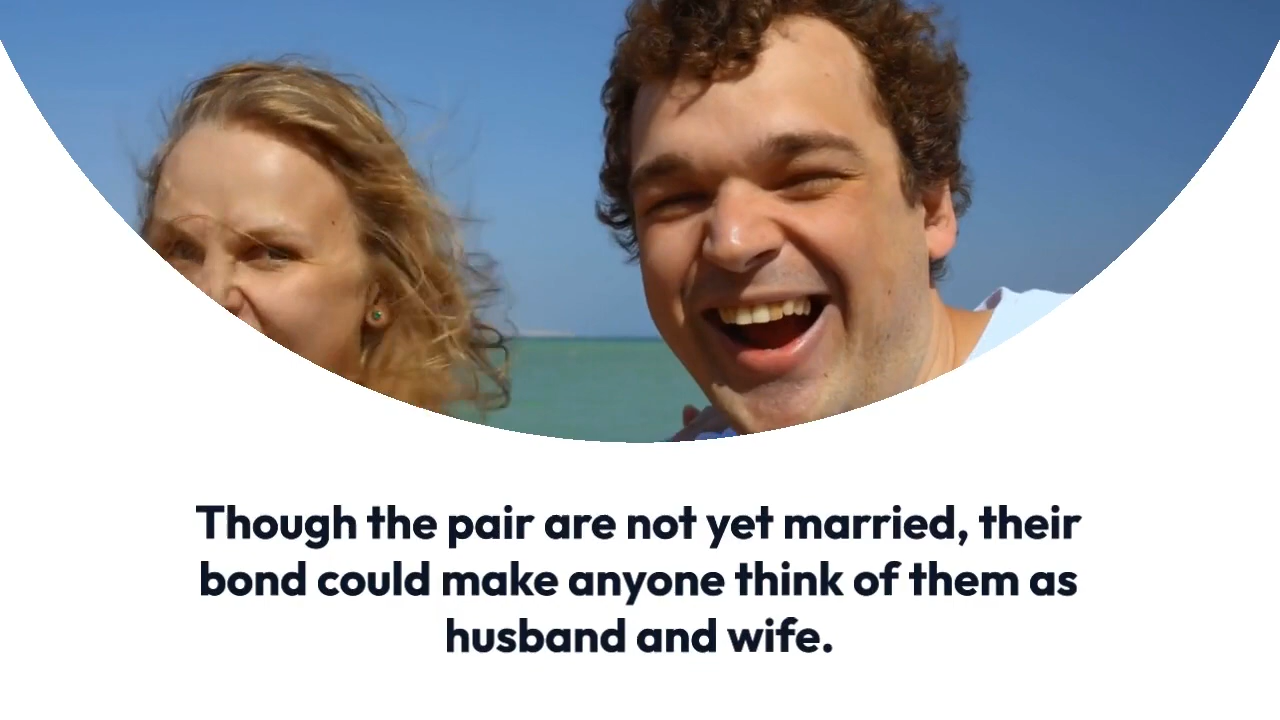 Though the pair are not yet married, their
bond could make anyone think of them as
husband and wife.